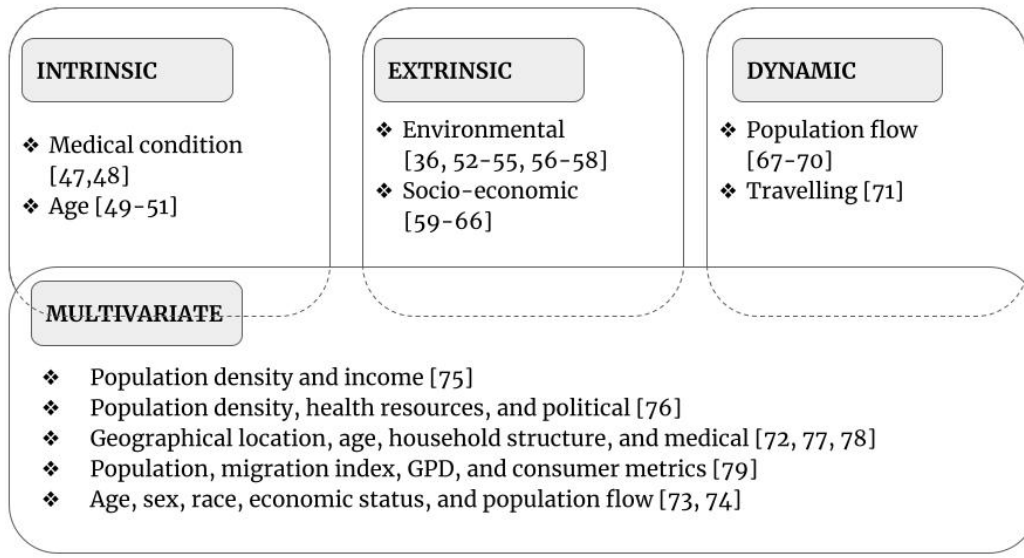 INTRINSIC
❖ Medical condition
[47,48]
❖ Age [49-51]
EXTRINSIC
❖ Environmental
[36, 52-55, 56-58]
❖ Socio-economic
[59-66]
DYNAMIC
❖ Population flow
[67-70]
❖ Travelling [71]
MULTIVARIATE
❖ Population density and income [75]
❖ Population density, health resources, and political [76]
❖ Geographical location, age, household structure, and medical [72, 77, 78]
❖ Population, migration index, GPD, and consumer metrics [79]
❖ Age, sex, race, economic status, and population flow [73, 74]